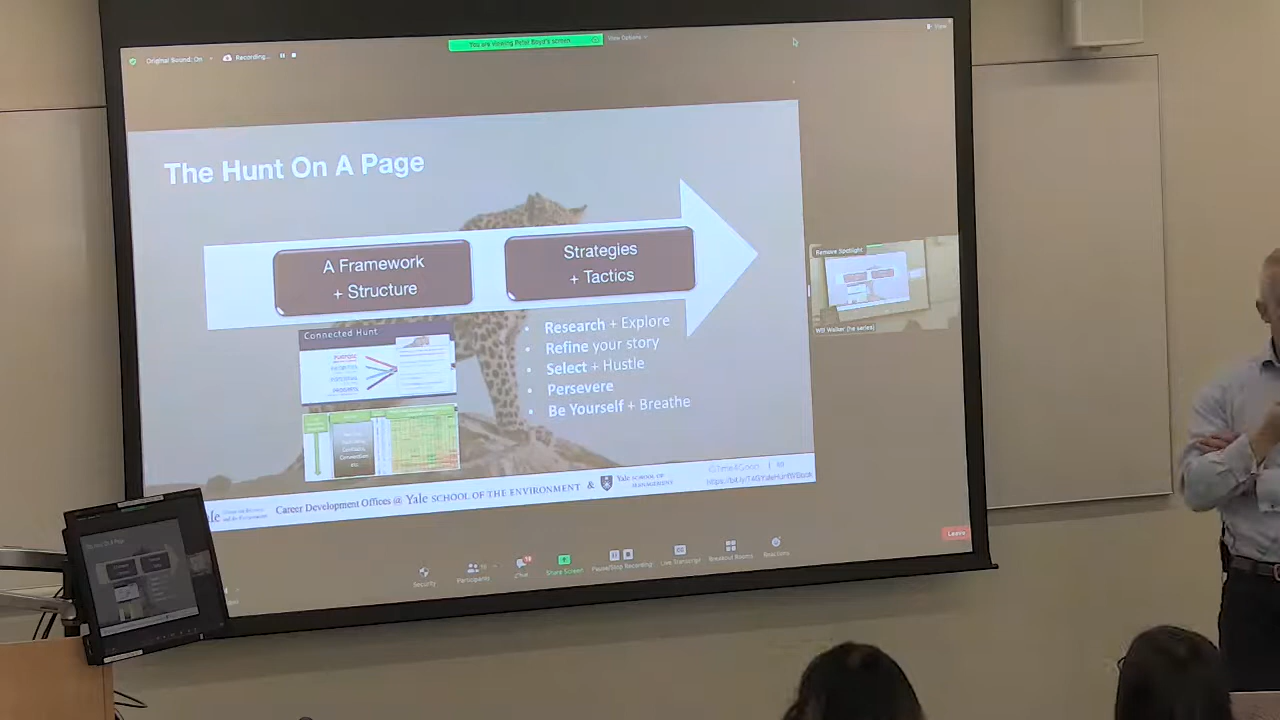 You are viewing Peter Boyd's screen
View Options
View
Original Sound: On
Recording...
The Hunt On A Page
A Framework
+ Structure
Strategies
+ Tactics
Connected Hunt
• Research + Explore
• Refine your story
• Select + Hustle
• Persevere
• Be Yourself + Breathe
Remove Spotlight
Will Walker (he series)
@Time4Good
Career Development Offices @ Yale SCHOOL OF THE ENVIRONMENT & Yale SCHOOL OF MANAGEMENT
Leave
Security
Participants
Chat
Share Screen
Pause/Stop Recording
Live Transcript
Breakout Rooms
Reactions